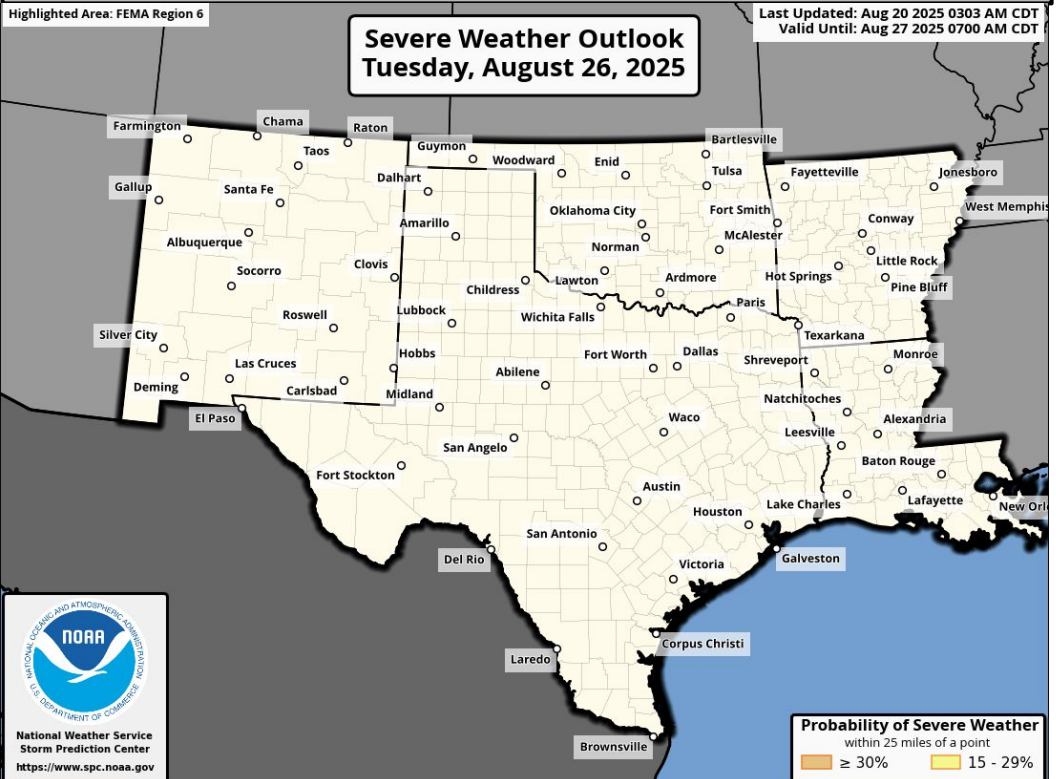 Highlighted Area: FEMA Region 6
Severe Weather Outlook
Tuesday, August 26, 2025
Last Updated: Aug 20 2025 0303 AM CDT
Valid Until: Aug 27 2025 0700 AM CDT
Farmington
Chama
Raton
Taos
Guymon
Woodward
Enid
Bartlesville
Tulsa
Fayetteville
Jonesboro
Gallup
Santa Fe
Dalhart
Oklahoma City
Fort Smith
Conway
West Memphis
Albuquerque
Amarillo
Norman
McAlester
Little Rock
Socorro
Clovis
Childress
Lawton
Ardmore
Hot Springs
Pine Bluff
Roswell
Lubbock
Wichita Falls
Paris
Texarkana
Silver City
Las Cruces
Hobbs
Abilene
Fort Worth
Dallas
Shreveport
Monroe
Deming
Carlsbad
Midland
Natchitoches
El Paso
San Angelo
Waco
Leesville
Alexandria
Fort Stockton
Austin
Houston
Lake Charles
Baton Rouge
Lafayette
New Orl
Del Rio
San Antonio
Victoria
Galveston
Laredo
Corpus Christi
Brownsville
NATIONAL OCEANIC AND ATMOSPHERIC ADMINISTRATION
NOAA
U.S. DEPARTMENT OF COMMERCE
National Weather Service
Storm Prediction Center
https://www.spc.noaa.gov
Probability of Severe Weather
within 25 miles of a point
≥ 30%
15 - 29%